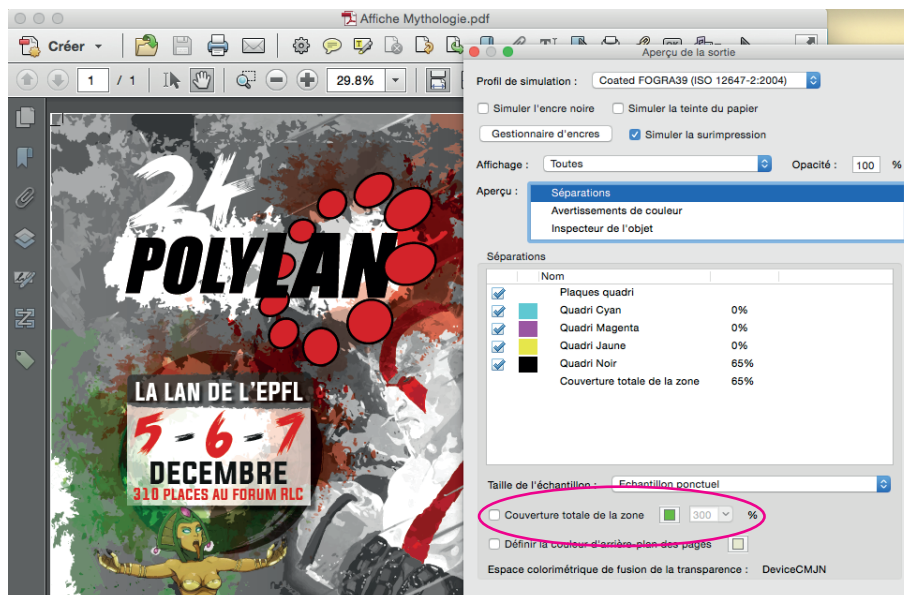 Affiche Mythologie.pdf
Créer
1 / 1
29.8%
24
POLYLAN
LA LAN DE L'EPFL
5 - 6 - 7
DECEMBRE
310 PLACES AU FORUM RLC
Aperçu de la sortie
Profil de simulation : Coated FOGRA39 (ISO 12647-2:2004)
Simuler l'encre noire Simuler la teinte du papier
Gestionnaire d'encres Simuler la surimpression
Affichage : Toutes Opacité : 100 %
Aperçu : Séparations
Avertissements de couleur
Inspecteur de l'objet
Séparations
Nom
Plaques quadri
Quadri Cyan 0%
Quadri Magenta 0%
Quadri Jaune 0%
Quadri Noir 65%
Couverture totale de la zone 65%
Taille de l'échantillon : Echantillon ponctuel
Couverture totale de la zone 300 %
Définir la couleur d'arrière-plan des pages
Espace colorimétrique de fusion de la transparence : DeviceCMJN